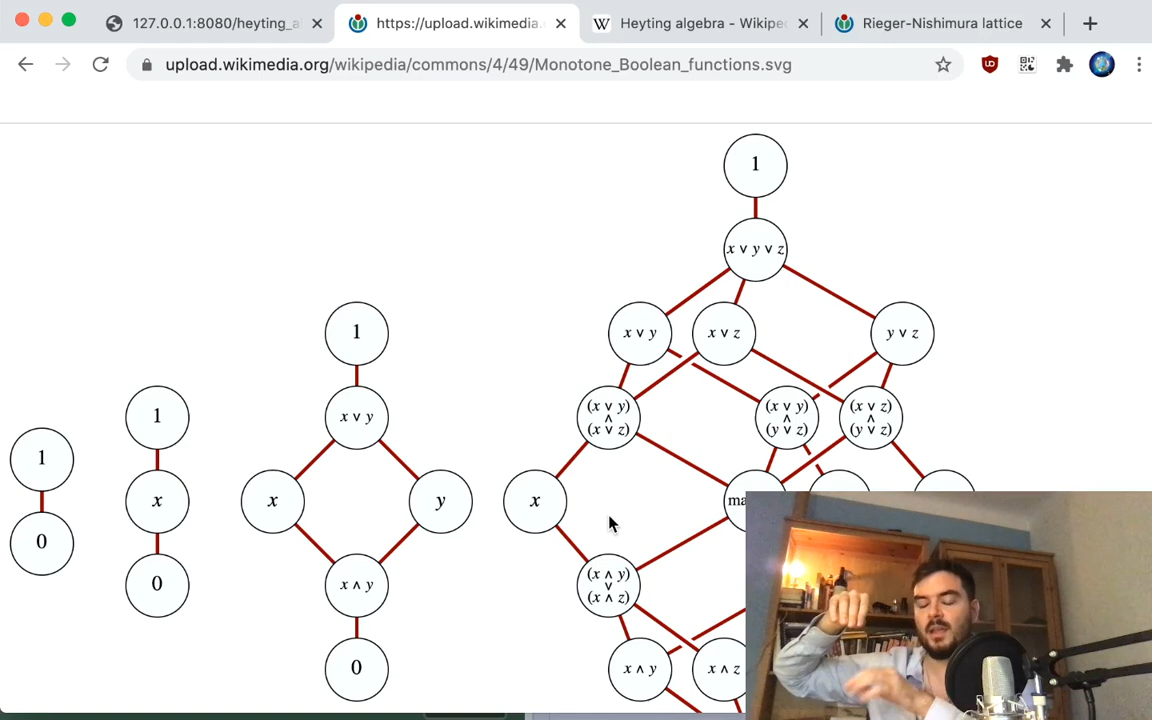 127.0.0.1:8080/heyting_a
https://upload.wikimedia.
Heyting algebra - Wikipe
Rieger-Nishimura lattice
upload.wikimedia.org/wikipedia/commons/4/49/Monotone_Boolean_functions.svg
1
x ∨ y ∨ z
1
x ∨ y
x ∨ z
y ∨ z
1
x ∨ y
(x ∨ y)
∧
(x ∨ z)
(x ∨ y)
∧
(y ∨ z)
(x ∨ z)
∧
(y ∨ z)
1
x
x
y
x
ma
0
0
x ∧ y
(x ∧ y)
∨
(x ∧ z)
0
x ∧ y
x ∧ z